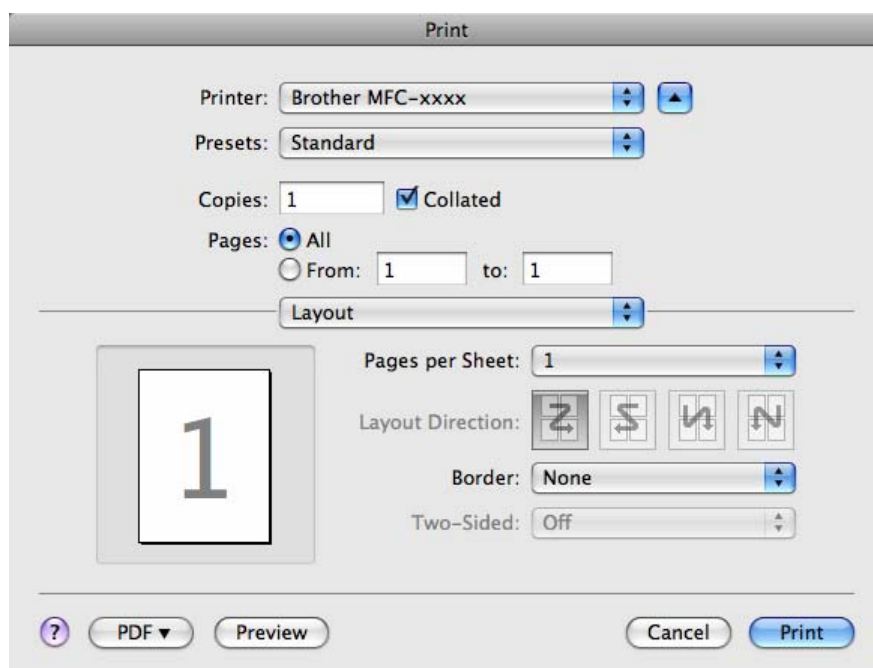 Print
Printer: Brother MFC-xxxx
Presets: Standard
Copies: 1 Collated
Pages: All
From: 1 to: 1
Layout
Pages per Sheet: 1
Layout Direction:
Border: None
Two-Sided: Off
1
? PDF▼ Preview Cancel Print